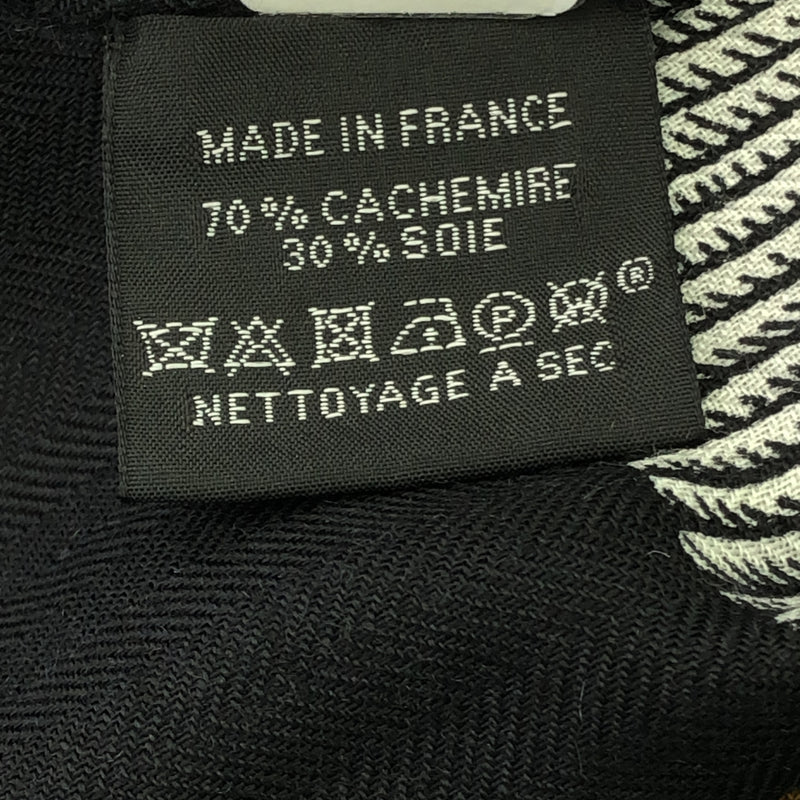 MADE IN FRANCE
70 % CACHEMIRE
30 % SOIE
P W ®
NETTOYAGE A SEC